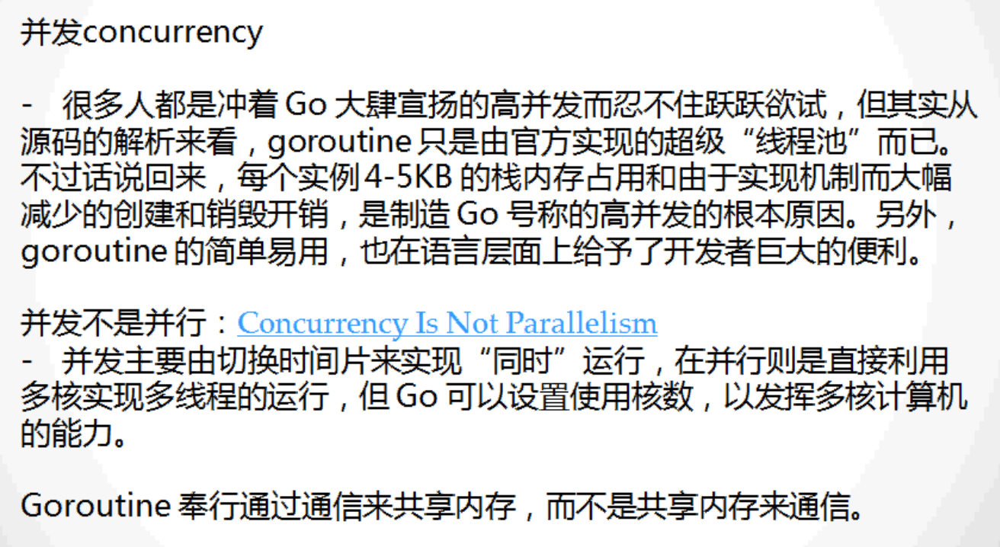 并发concurrency
- 很多人都是冲着 Go 大肆宣扬的高并发而忍不住跃跃欲试，但其实从
源码的解析来看，goroutine 只是由官方实现的超级“线程池”而已。
不过话说回来，每个实例 4-5KB 的栈内存占用和由于实现机制而大幅
减少的创建和销毁开销，是制造 Go 号称的高并发的根本原因。另外，
goroutine 的简单易用，也在语言层面上给予了开发者巨大的便利。
并发不是并行：Concurrency Is Not Parallelism
- 并发主要由切换时间片来实现“同时”运行，在并行则是直接利用
多核实现多线程的运行，但 Go 可以设置使用核数，以发挥多核计算机
的能力。
Goroutine 奉行通过通信来共享内存，而不是共享内存来通信。